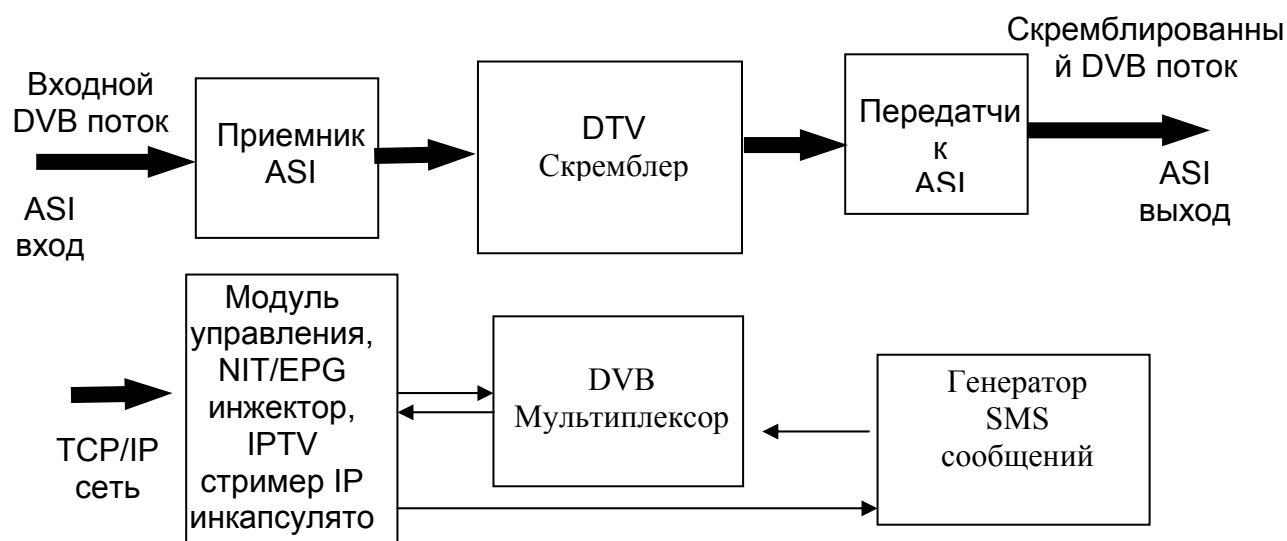 Входной
DVB поток
ASI
вход
Приемник
ASI
DTV
Скремблер
Передатчи
к
ASI
Скремблированны
й DVB поток
ASI
выход
TCP/IP
сеть
Модуль
управления,
NIT/EPG
инжектор,
IPTV
стример IP
инкапсулято
DVB
Мультиплексор
Генератор
SMS
сообщений